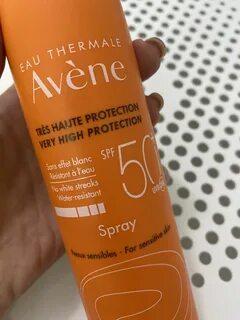 EAU THERMALE
Avène
TRÈS HAUTE PROTECTION
VERY HIGH PROTECTION
Sans effet blanc
Résistant à l'eau
No white streaks
Water-resistant
SPF 50+
Spray
Peaux sensibles - For sensitive skin